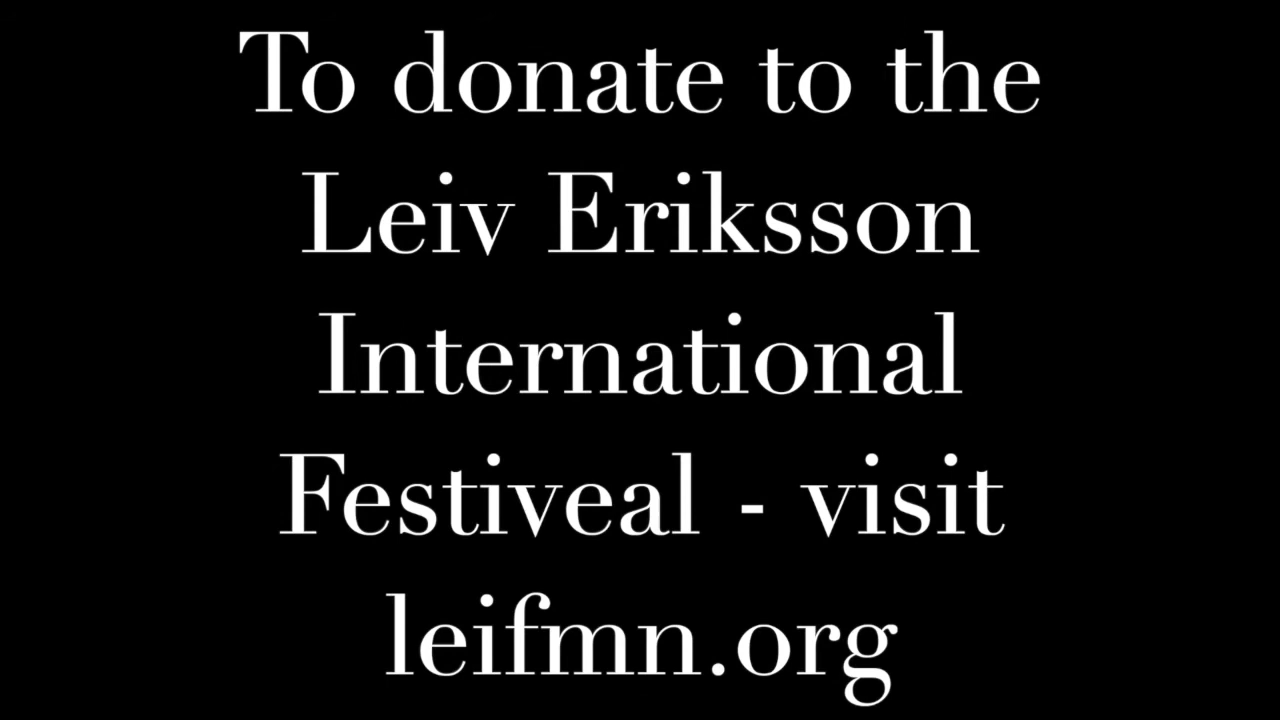 To donate to the
Leiv Eriksson
International
Festiveal - visit
leifmn.org